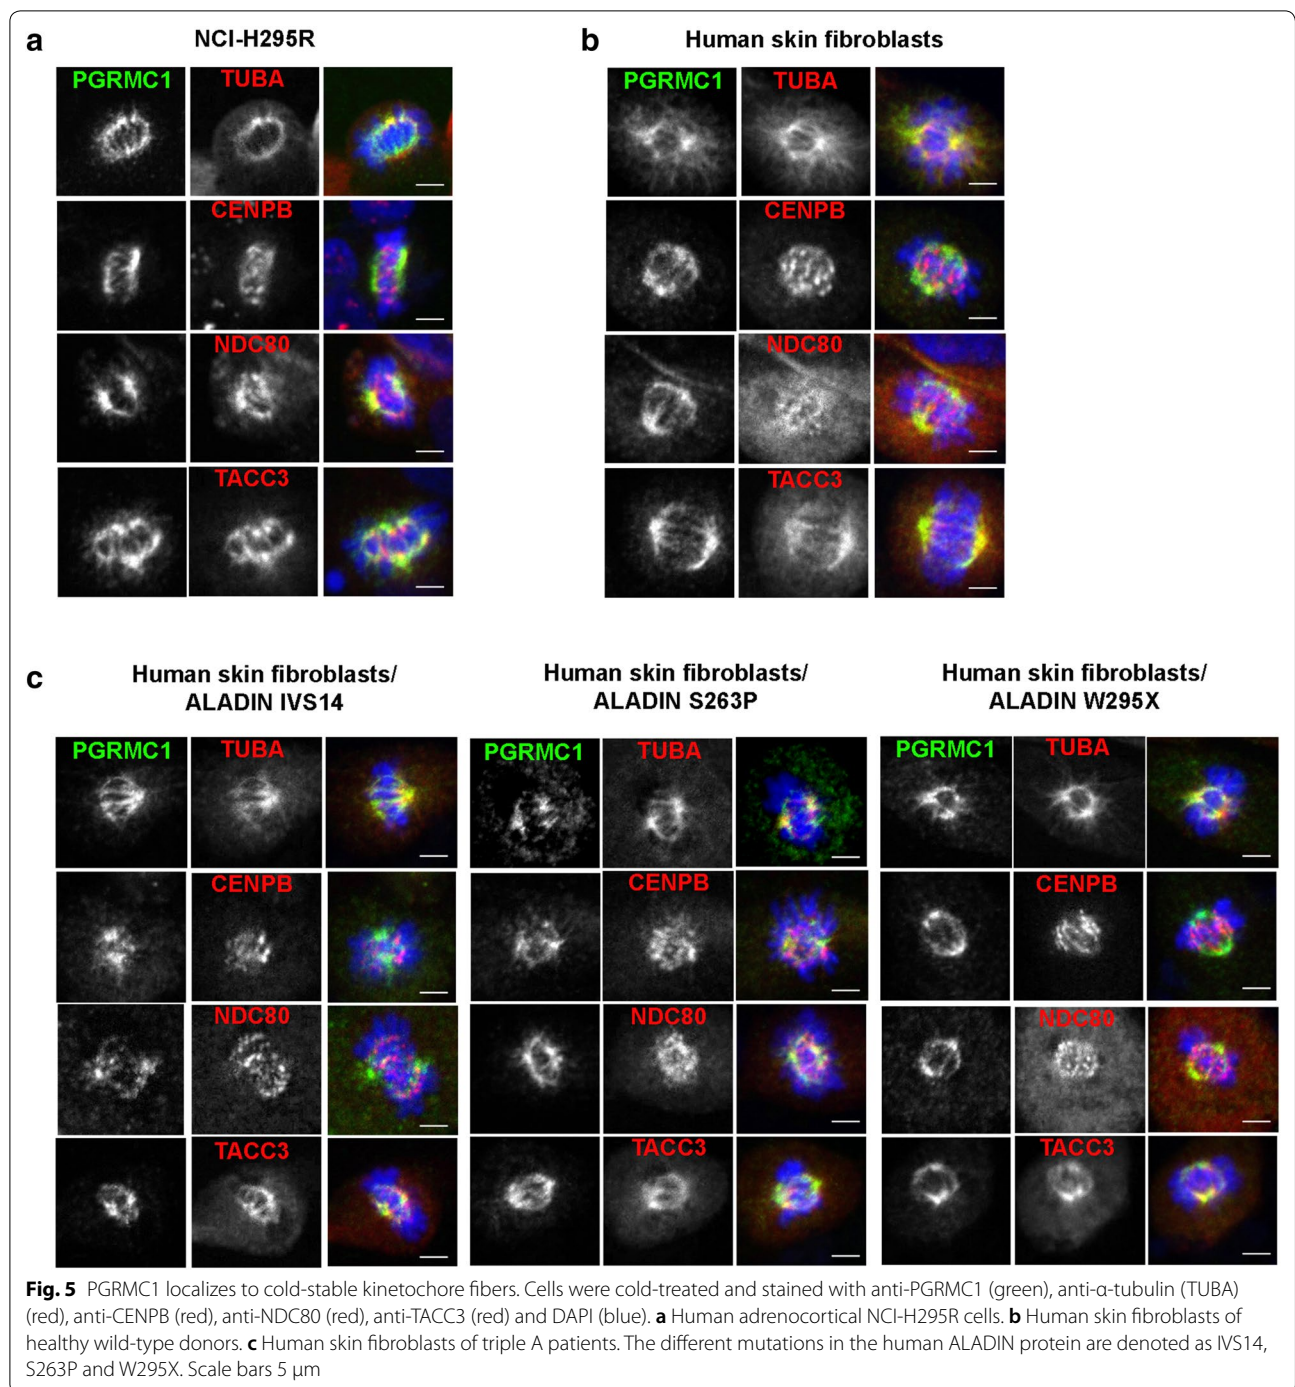 a
NCI-H295R
PGRMC1 TUBA
CENPB
NDC80
TACC3
b
Human skin fibroblasts
PGRMC1 TUBA
CENPB
NDC80
TACC3
c
Human skin fibroblasts/
ALADIN IVS14
PGRMC1 TUBA
CENPB
NDC80
TACC3
Human skin fibroblasts/
ALADIN S263P
PGRMC1 TUBA
CENPB
NDC80
TACC3
Human skin fibroblasts/
ALADIN W295X
PGRMC1 TUBA
CENPB
NDC80
TACC3
Fig. 5 PGRMC1 localizes to cold-stable kinetochore fibers. Cells were cold-treated and stained with anti-PGRMC1 (green), anti-α-tubulin (TUBA)
(red), anti-CENPB (red), anti-NDC80 (red), anti-TACC3 (red) and DAPI (blue). a Human adrenocortical NCI-H295R cells. b Human skin fibroblasts of
healthy wild-type donors. c Human skin fibroblasts of triple A patients. The different mutations in the human ALADIN protein are denoted as IVS14,
S263P and W295X. Scale bars 5 μm